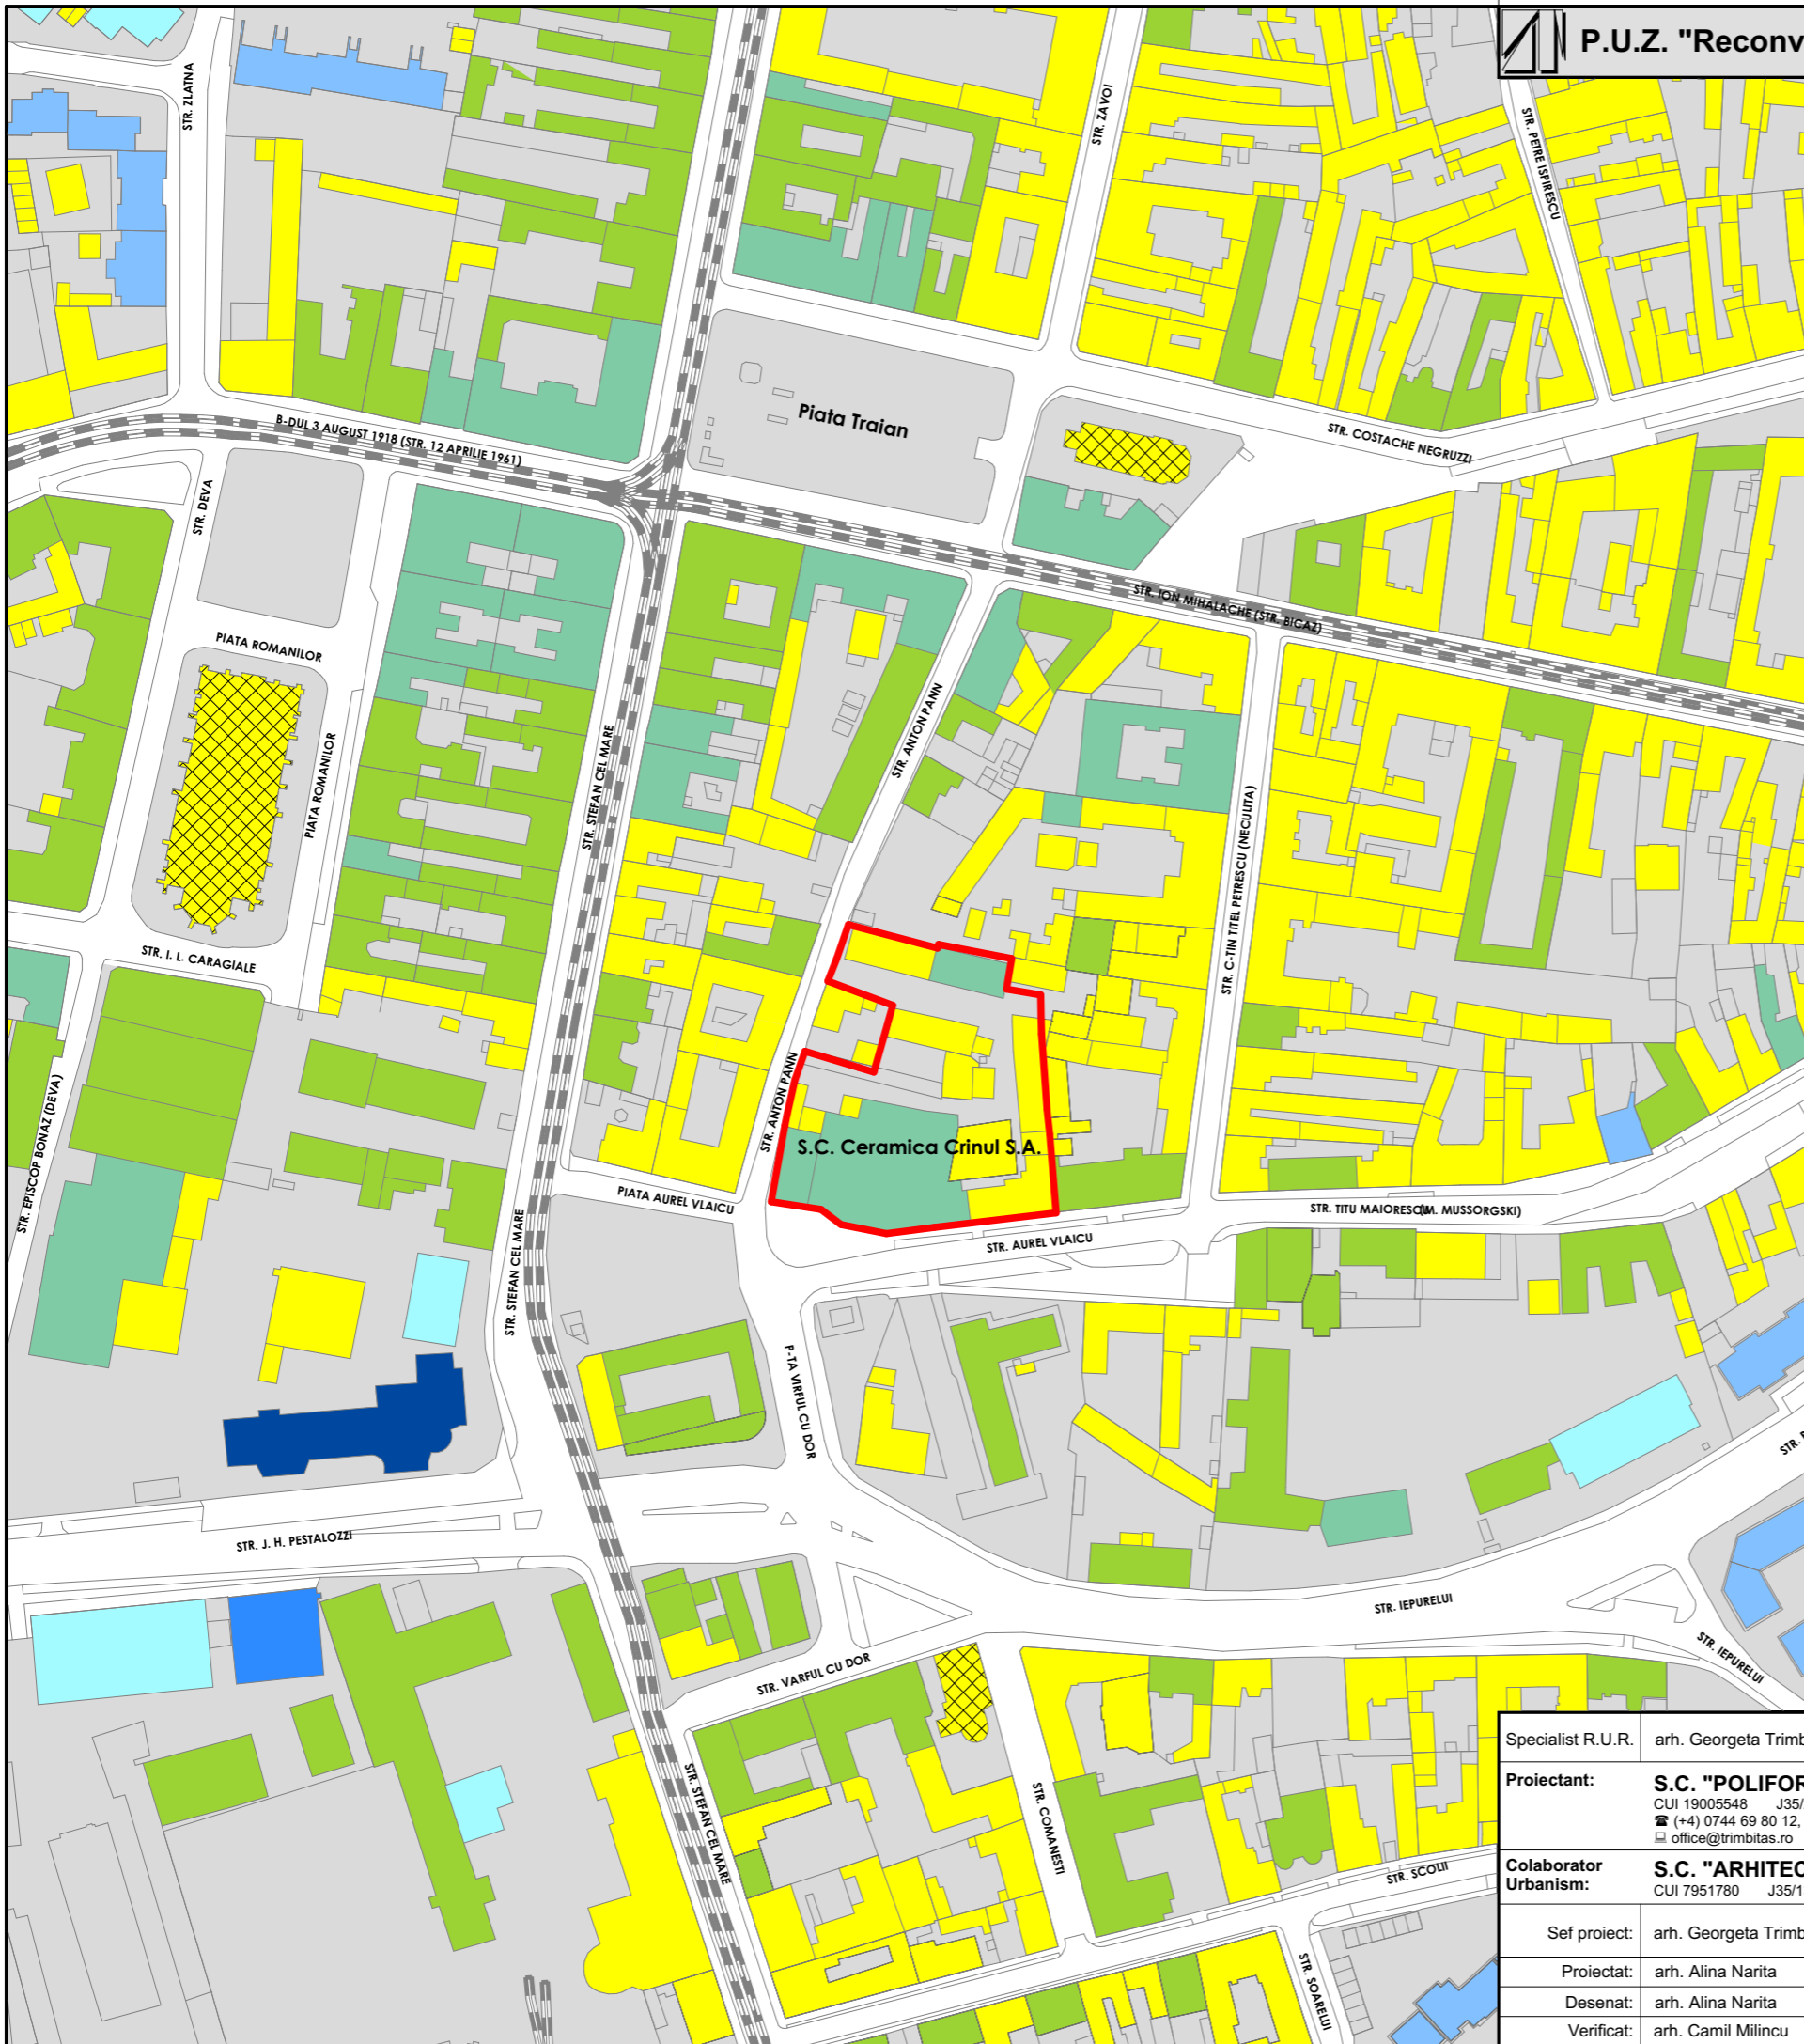 P.U.Z. "Reconv
STR. ZLATNA
STR. ZAVOI
STR. PETRE ISPIRESCU
Piata Traian
B-DUL 3 AUGUST 1918 (STR. 12 APRILIE 1961)
STR. COSTACHE NEGRUZZI
STR. DEVA
STR. ION MIHALACHE (STR. BICAZ)
PIATA ROMANILOR
STR. ANTON PANN
PIATA ROMANILOR
STR. STEFAN CEL MARE
STR. C-TIN TITEL PETRESCU (NECULITA)
STR. I. L. CARAGIALE
STR. EPISCOP BONAZ (DEVA)
STR. ANTON PANN
S.C. Ceramica Crinul S.A.
PIATA AUREL VLAICU
STR. TITU MAIORESCU(M. MUSSORGSKI)
STR. AUREL VLAICU
STR. STEFAN CEL MARE
P-TA VIRFUL CU DOR
STR.
STR. J. H. PESTALOZZI
STR. IEPURELUI
STR. IEPURELUI
STR. VARFUL CU DOR
STR. STEFAN CEL MARE
STR. COMANESTI
STR. SCOLII
STR. SOARELUI
Specialist R.U.R. arh. Georgeta Trimb
Proiectant: S.C. "POLIFOR
CUI 19005548 J35/
☎ (+4) 0744 69 80 12,
office@trimbitas.ro
Colaborator S.C. "ARHITEC
Urbanism: CUI 7951780 J35/1
Sef proiect: arh. Georgeta Trimb
Proiectat: arh. Alina Narita
Desenat: arh. Alina Narita
Verificat: arh. Camil Milincu